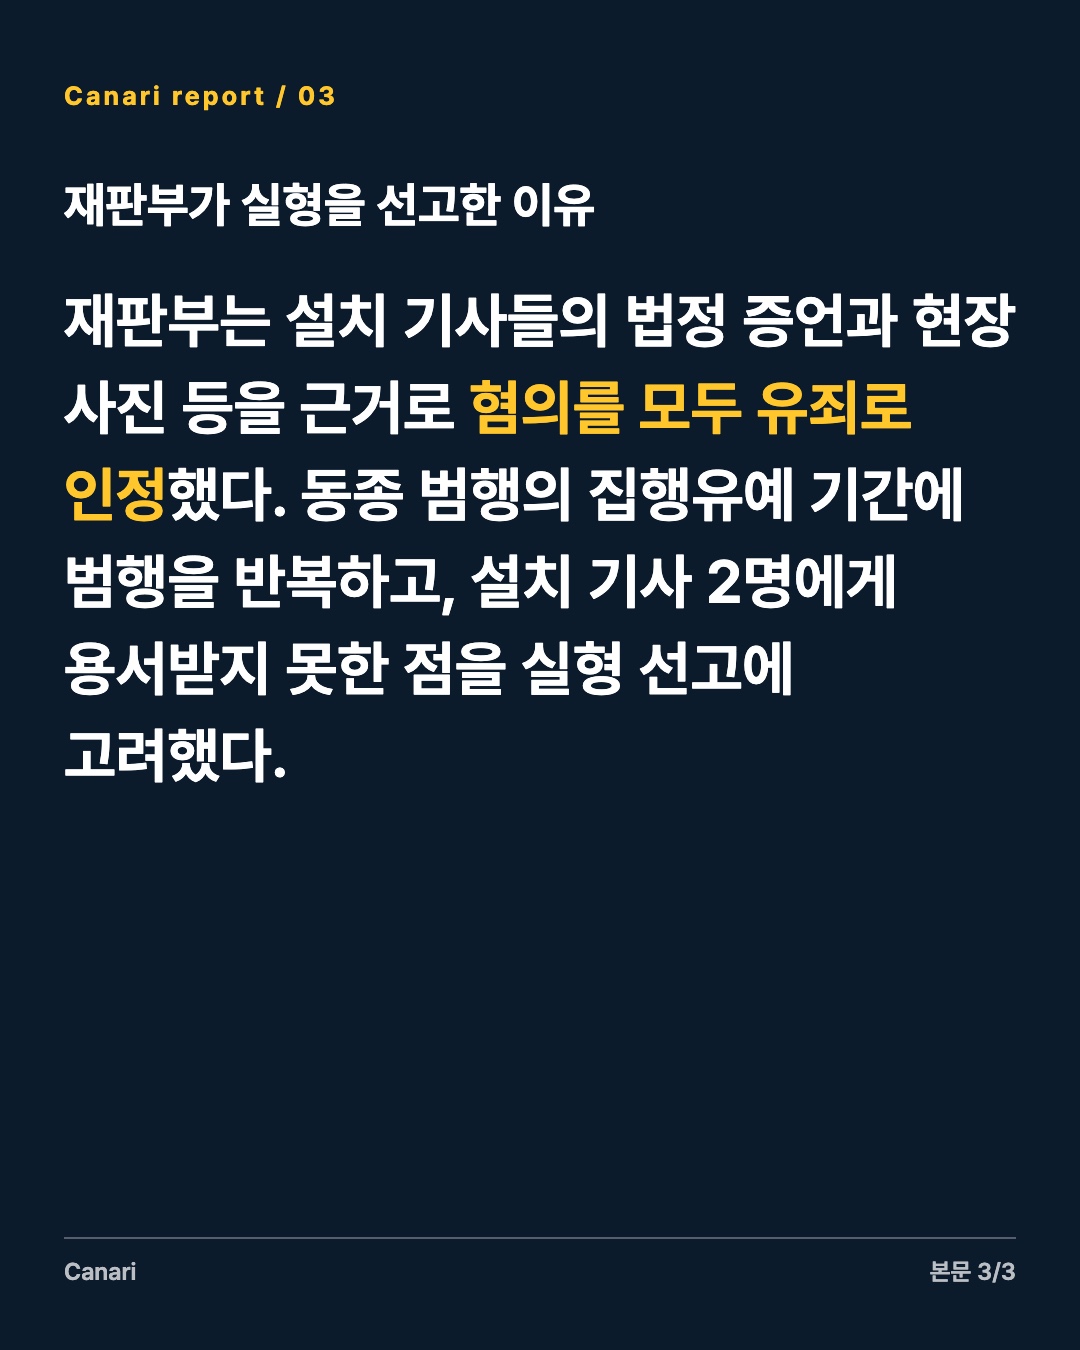 Canari report / 03
재판부가 실형을 선고한 이유
재판부는 설치 기사들의 법정 증언과 현장
사진 등을 근거로 혐의를 모두 유죄로
인정했다. 동종 범행의 집행유예 기간에
범행을 반복하고, 설치 기사 2명에게
용서받지 못한 점을 실형 선고에
고려했다.
Canari
본문 3/3